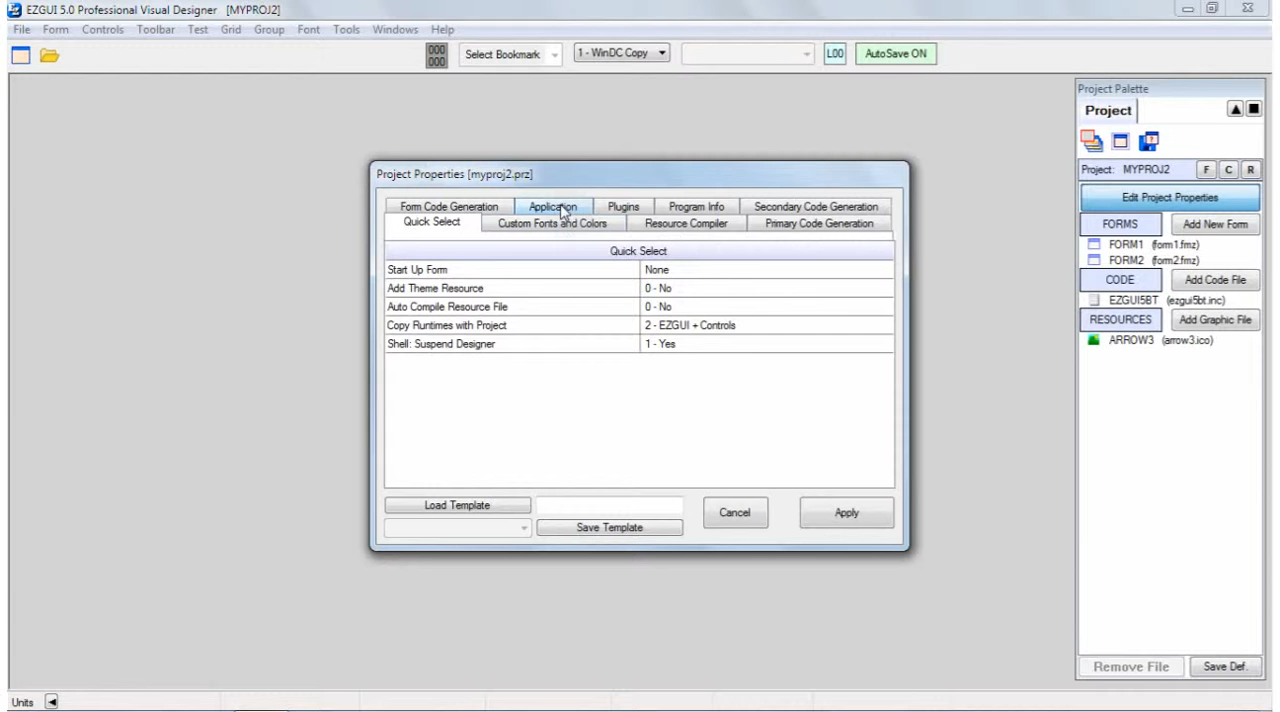 EZGUI 5.0 Professional Visual Designer [MYPROJ2]
File Form Controls Toolbar Test Grid Group Font Tools Windows Help
000
000
Select Bookmark
1 - WinDC Copy
L00
AutoSave ON
Project Palette
Project
Project: MYPROJ2 F C R
Edit Project Properties
FORMS Add New Form
FORM1 (form1.fmz)
FORM2 (form2.fmz)
CODE Add Code File
EZGUI5BT (ezgui5bt.inc)
RESOURCES Add Graphic File
ARROW3 (arrow3.ico)
Remove File Save Def.
Project Properties [myproj2.prz]
Form Code Generation Application Plugins Program Info Secondary Code Generation
Quick Select Custom Fonts and Colors Resource Compiler Primary Code Generation
Quick Select
Start Up Form None
Add Theme Resource 0 - No
Auto Compile Resource File 0 - No
Copy Runtimes with Project 2 - EZGUI + Controls
Shell: Suspend Designer 1 - Yes
Load Template
Save Template
Cancel
Apply
Units